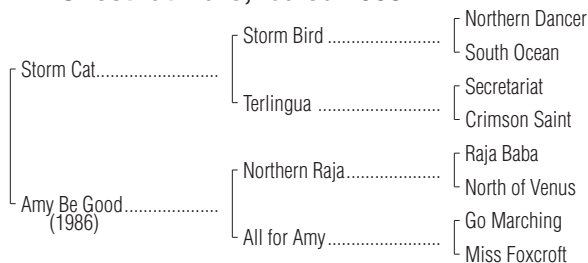 Northern Dancer
Storm Bird
South Ocean
Storm Cat
Secretariat
Terlingua
Crimson Saint
Raja Baba
Northern Raja
North of Venus
Amy Be Good
(1986)
Go Marching
All for Amy
Miss Foxcroft